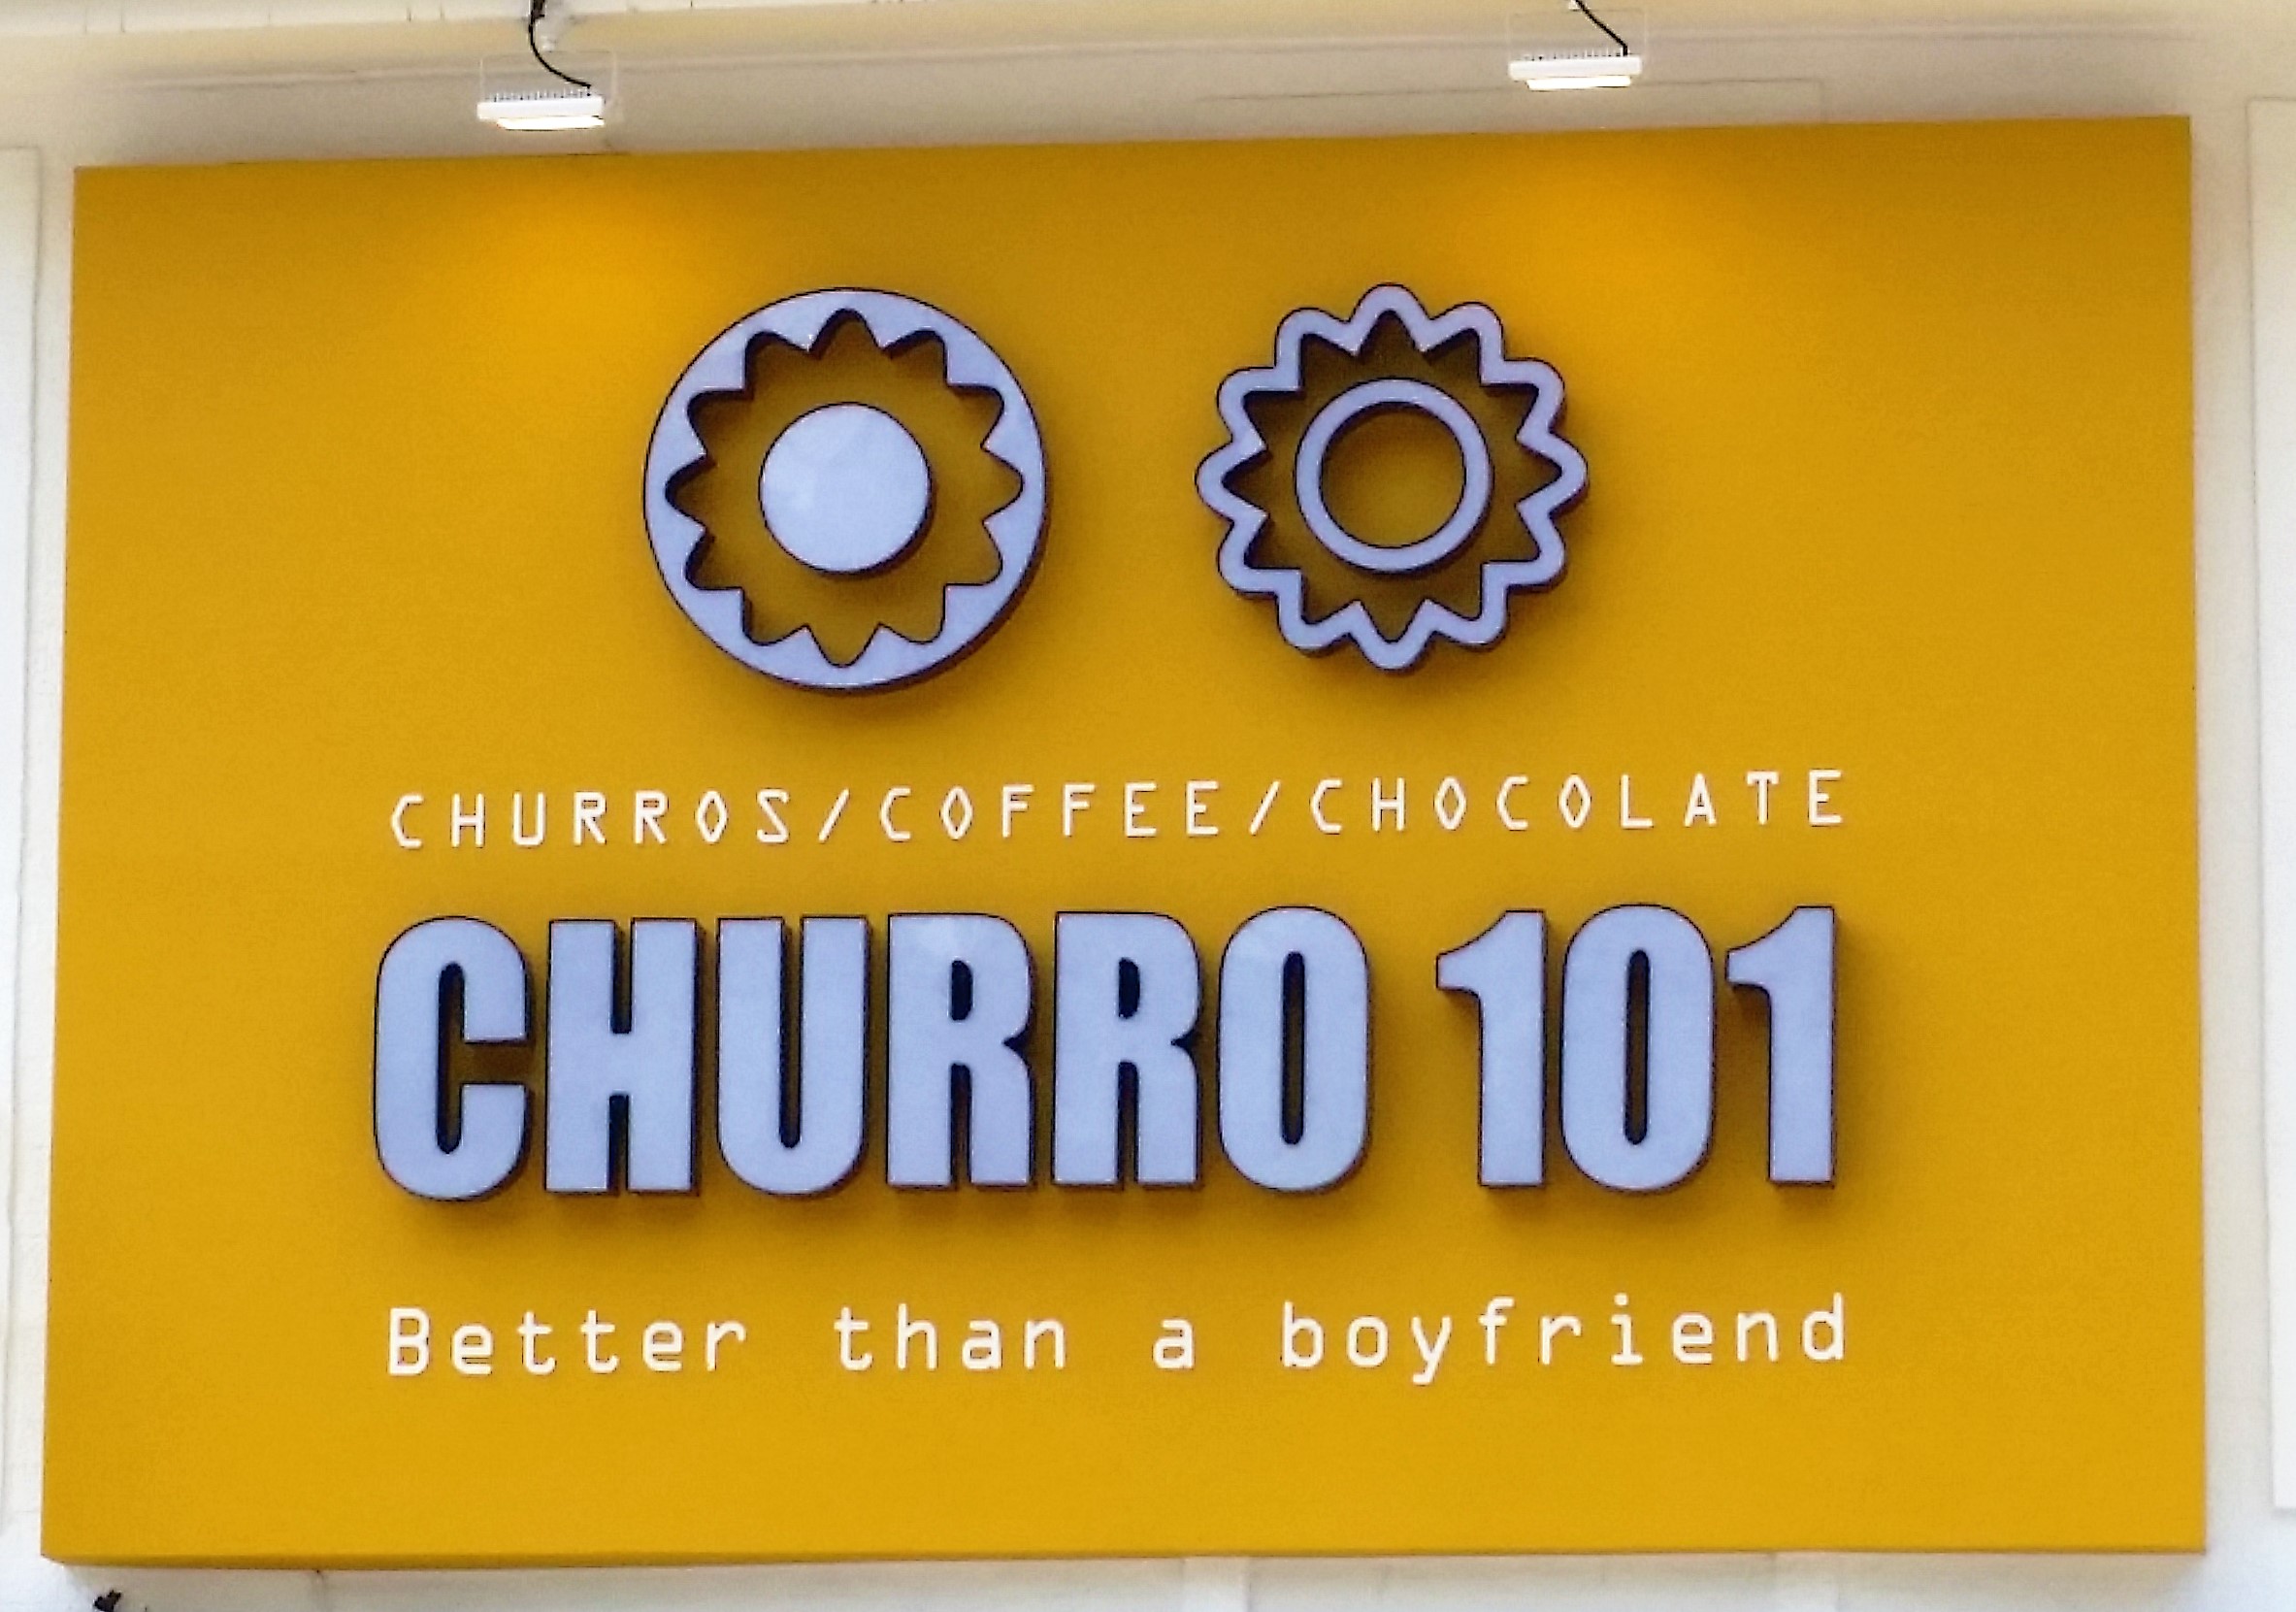 CHURROS/COFFEE/CHOCOLATE
CHURRO 101
Better than a boyfriend